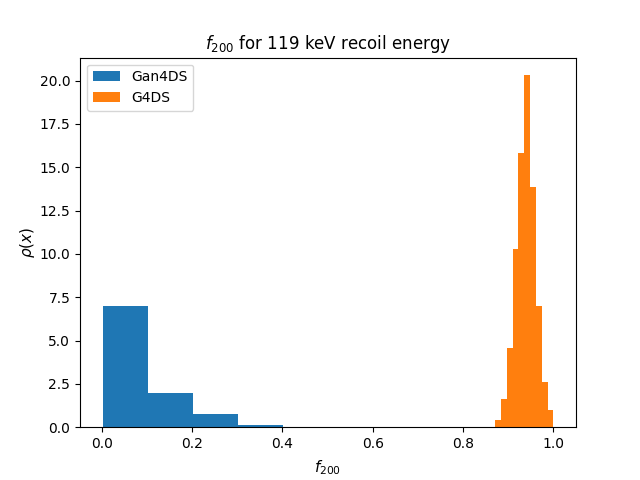 f₂₀₀ for 119 keV recoil energy
Gan4DS
G4DS
20.0
17.5
15.0
12.5
10.0
7.5
5.0
2.5
0.0
ρ(x)
0.0 0.2 0.4 0.6 0.8 1.0
f₂₀₀